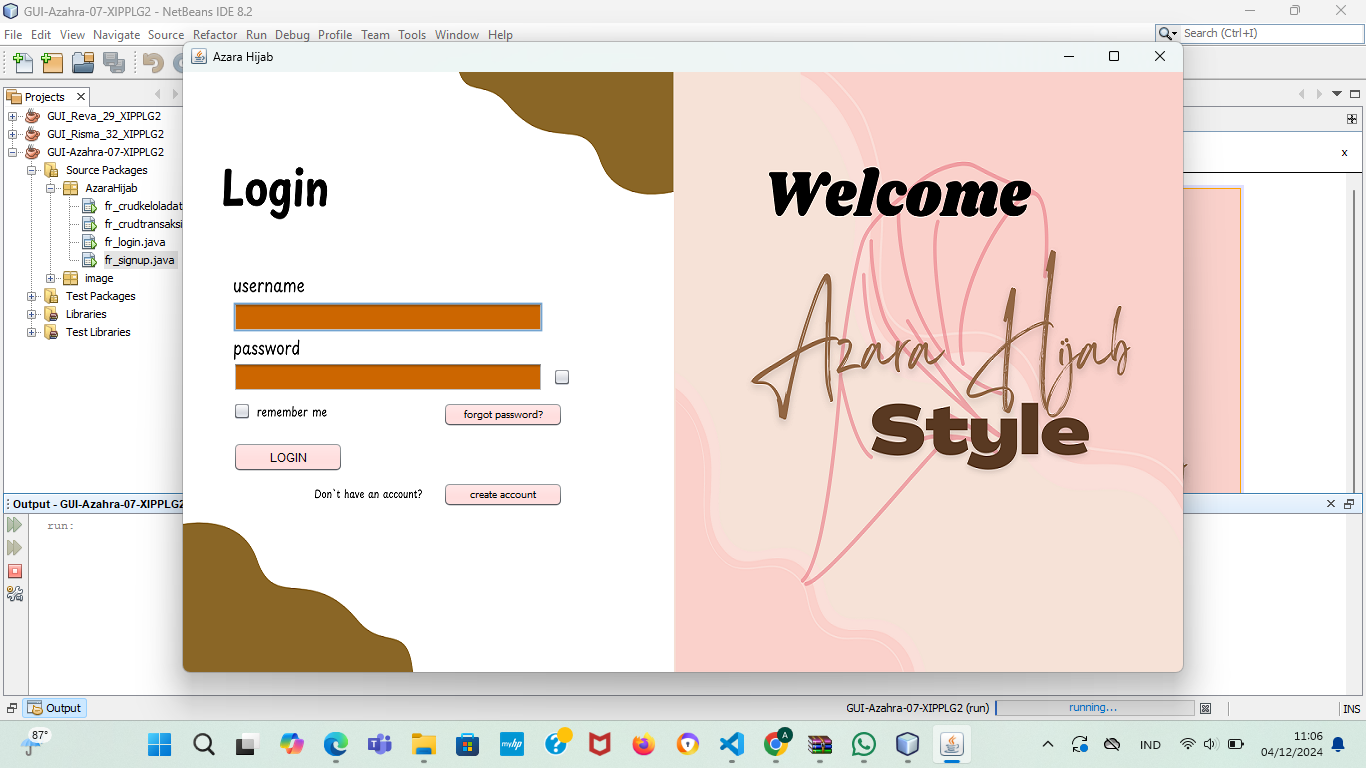 GUI-Azahra-07-XIPPLG2 - NetBeans IDE 8.2
File Edit View Navigate Source Refactor Run Debug Profile Team Tools Window Help
Search (Ctrl+I)
Azara Hijab
Projects
GUI_Reva_29_XIPPLG2
GUI_Risma_32_XIPPLG2
GUI-Azahra-07-XIPPLG2
Source Packages
AzaraHijab
fr_crudkeloladat
fr_crudtransaksi
fr_login.java
fr_signup.java
image
Test Packages
Libraries
Test Libraries
Login
username
password
remember me
forgot password?
LOGIN
Don`t have an account?
create account
Welcome
Azara Hijab
Style
x
Output - GUI-Azahra-07-XIPPLG2
run:
Output
GUI-Azahra-07-XIPPLG2 (run)
running...
INS
87°
myhp
A
IND
11:06
04/12/2024